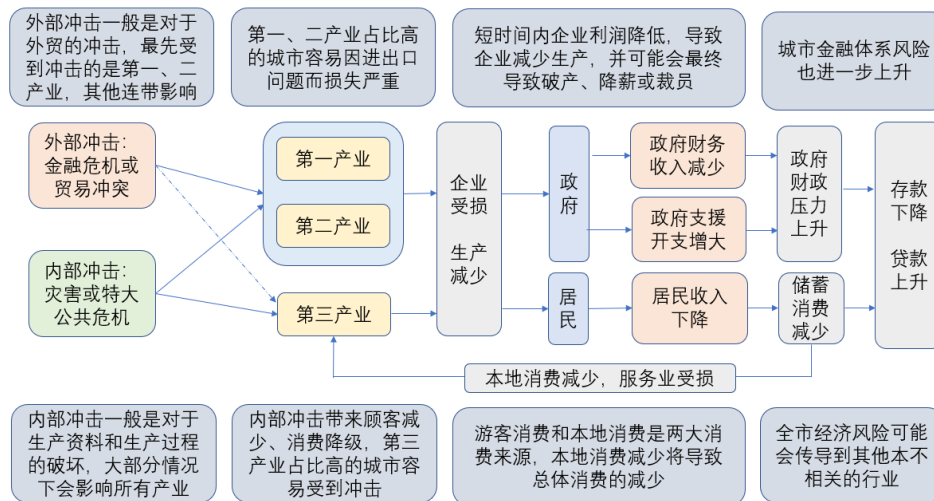 外部冲击一般是对于
外贸的冲击，最先受
到冲击的是第一、二
产业，其他连带影响
第一、二产业占比高
的城市容易因进出口
问题而损失严重
短时间内企业利润降低，导致
企业减少生产，并可能会最终
导致破产、降薪或裁员
城市金融体系风险
也进一步上升
外部冲击：
金融危机或
贸易冲突
内部冲击：
灾害或特大
公共危机
第一产业
第二产业
第三产业
企业
受损
生产
减少
政府
居民
政府财务
收入减少
政府支援
开支增大
居民收入
下降
政府
财政
压力
上升
储蓄
消费
减少
存款
下降
贷款
上升
本地消费减少，服务业受损
内部冲击一般是对于
生产资料和生产过程
的破坏，大部分情况
下会影响所有产业
内部冲击带来顾客减
少、消费降级，第三
产业占比高的城市容
易受到冲击
游客消费和本地消费是两大消
费来源，本地消费减少将导致
总体消费的减少
全市经济风险可能
会传导到其他本不
相关的行业